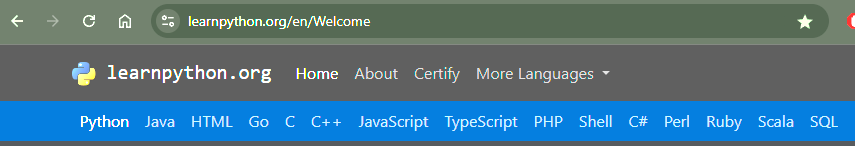 learnpython.org/en/Welcome
learnpython.org Home About Certify More Languages
Python Java HTML Go C C++ JavaScript TypeScript PHP Shell C# Perl Ruby Scala SQL